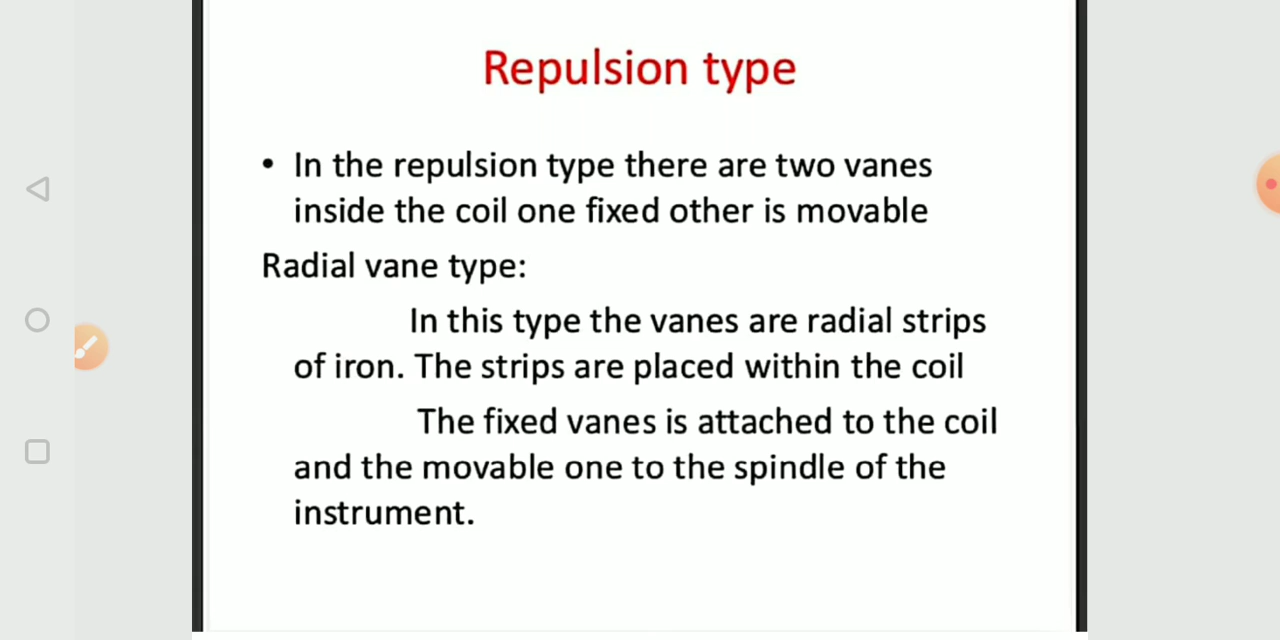 Repulsion type
• In the repulsion type there are two vanes
inside the coil one fixed other is movable
Radial vane type:
In this type the vanes are radial strips
of iron. The strips are placed within the coil
The fixed vanes is attached to the coil
and the movable one to the spindle of the
instrument.